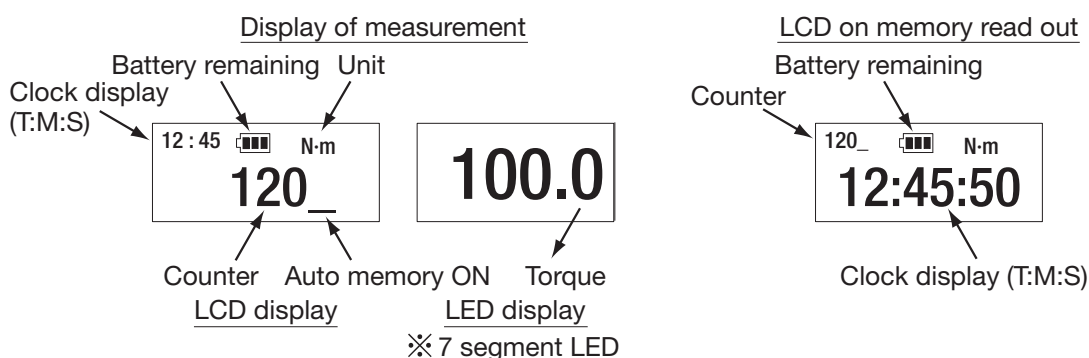 Display of measurement
Battery remaining Unit
Clock display
(T:M:S)
12 : 45 N·m
120_
100.0
Counter Auto memory ON Torque
LCD display LED display
※ 7 segment LED
LCD on memory read out
Battery remaining
Counter
120_ N·m
12:45:50
Clock display (T:M:S)